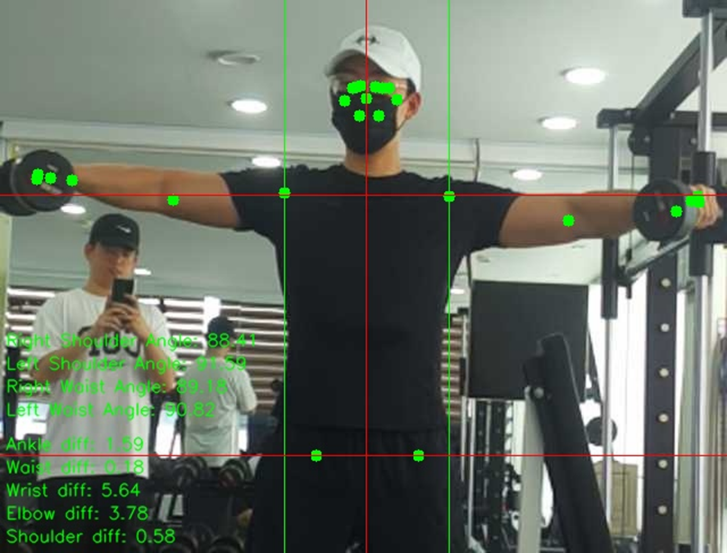 Right Shoulder Angle: 88.41
Left Shoulder Angle: 91.59
Right Waist Angle: 89.18
Left Waist Angle: 90.82
Ankle diff: 1.59
Waist diff: 0.18
Wrist diff: 5.64
Elbow diff: 3.78
Shoulder diff: 0.58